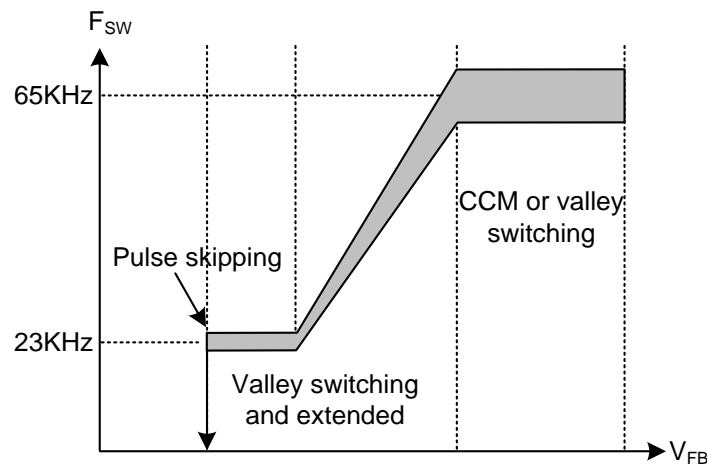 F_SW
65KHz
CCM or valley
switching
Pulse skipping
23KHz
Valley switching
and extended
V_FB